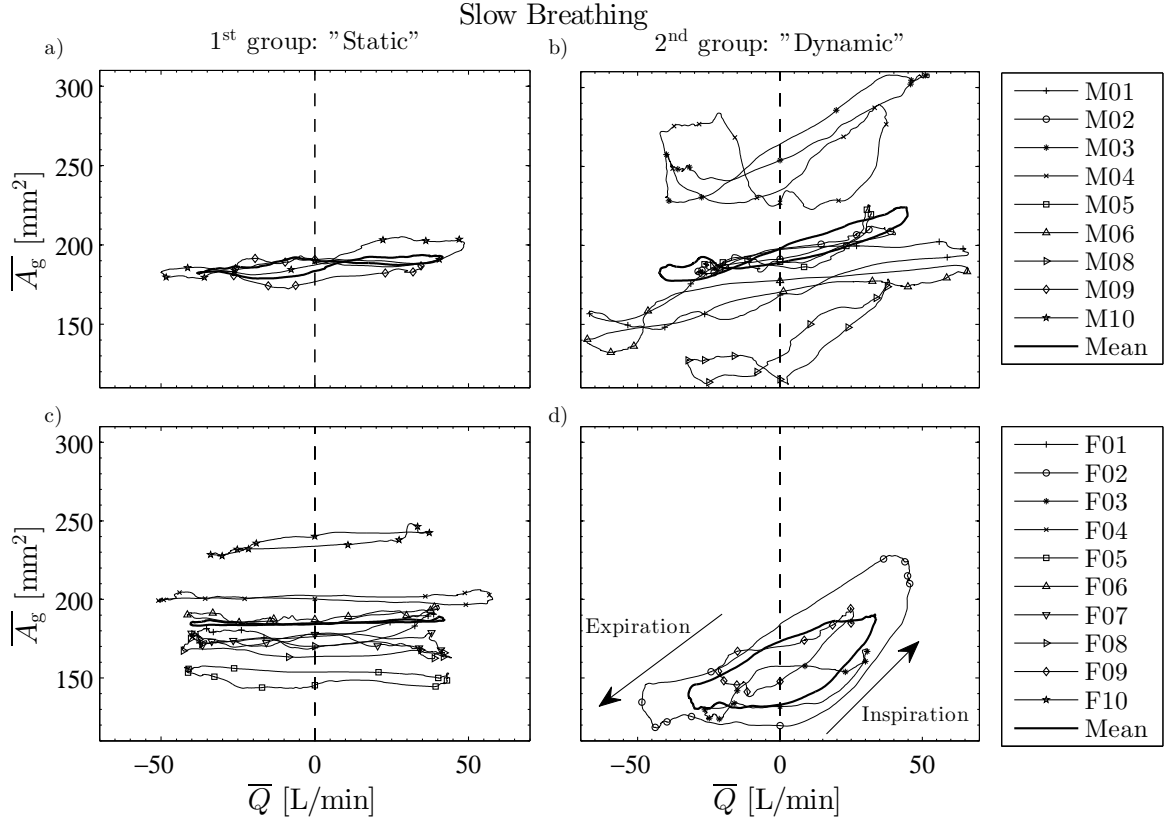 Slow Breathing
a) 1st group: "Static"
b) 2nd group: "Dynamic"
300
250
200
150
Ag [mm²]
M01
M02
M03
M04
M05
M06
M08
M09
M10
Mean
c)
d)
300
250
200
150
Ag [mm²]
Expiration
Inspiration
F01
F02
F03
F04
F05
F06
F07
F08
F09
F10
Mean
−50 0 50
−50 0 50
Q [L/min]
Q [L/min]